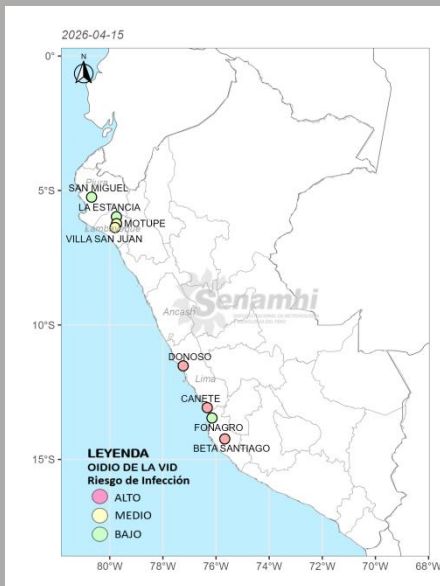 2026-04-15
N
0°
5°S
10°S
15°S
Piura
SAN MIGUEL
LA ESTANCIA
MOTUPE
Lambayeque
VILLA SAN JUAN
Senamhi
Ancash
DONOSO
Lima
CANETE
FONAGRO
BETA SANTIAGO
LEYENDA
OIDIO DE LA VID
Riesgo de Infección
ALTO
MEDIO
BAJO
80°W 78°W 76°W 74°W 72°W 70°W 68°W